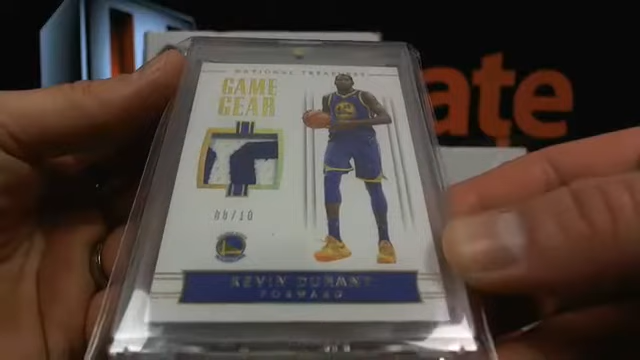 NATIONAL TREASURES
GAME
GEAR
/10
KEVIN DURANT
FORWARD
ate